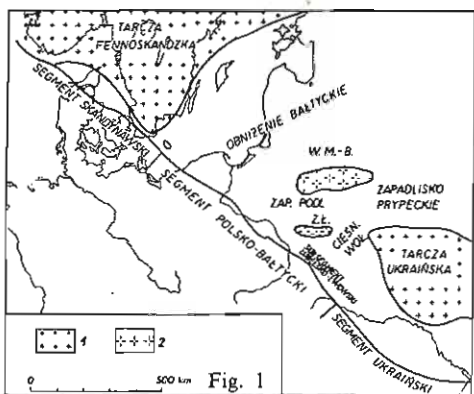 TARCZA
FENNOSKANDZKA
SEGMENT SKANDYNAWSKI
OBNIŻENIE BAŁTYCKIE
W. M.-B.
ZAPADLISKO
PRYPECKIE
ZAP. PODL.
Z.Ł.
CIEŚN.
WOŁ.
SEGMENT POLSKO-BAŁTYCKI
TARCZA
UKRAIŃSKA
SEGMENT UKRAIŃSKI
1
2
0
500 km
Fig. 1